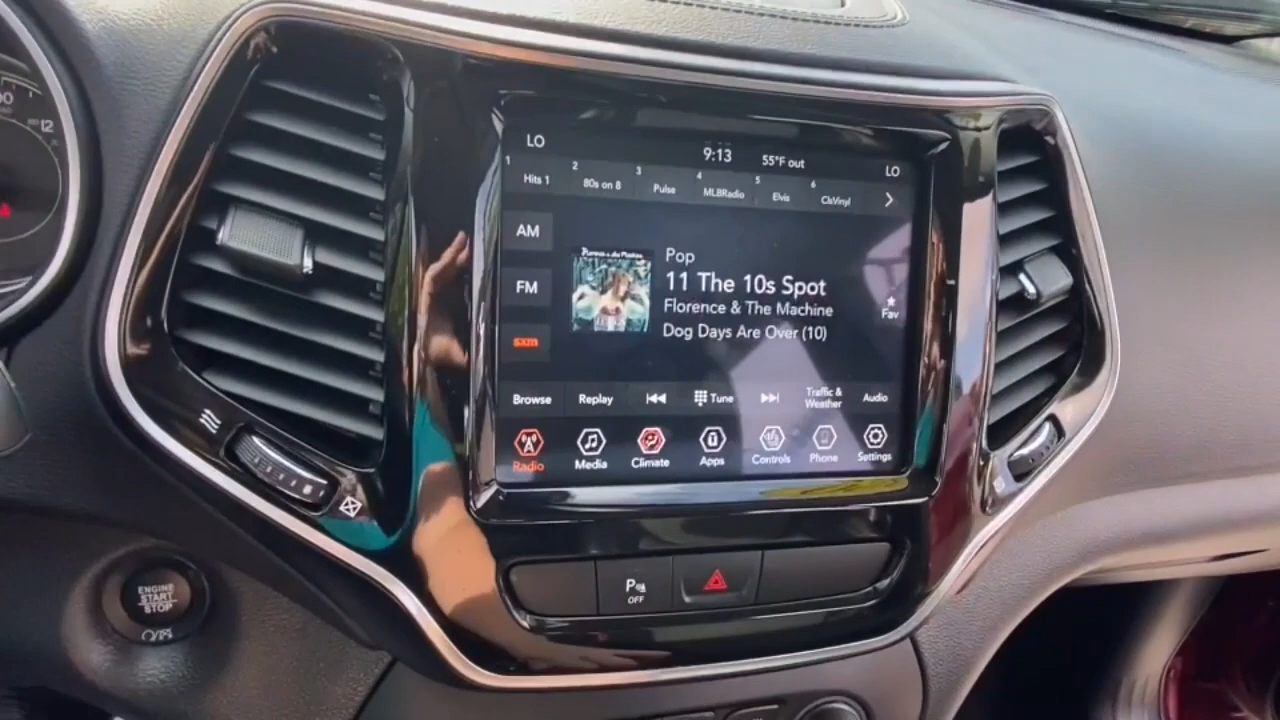 LO
9:13
55°F out
LO
1
Hits 1
2
80s on 8
3
Pulse
4
MLBRadio
5
Elvis
6
ClsVinyl
AM
FM
sxm
Pop
11 The 10s Spot
Florence & The Machine
Dog Days Are Over (10)
Fav
Browse
Replay
Tune
Traffic &
Weather
Audio
Radio
Media
Climate
Apps
Controls
Phone
Settings
P
OFF
ENGINE
START
STOP
12